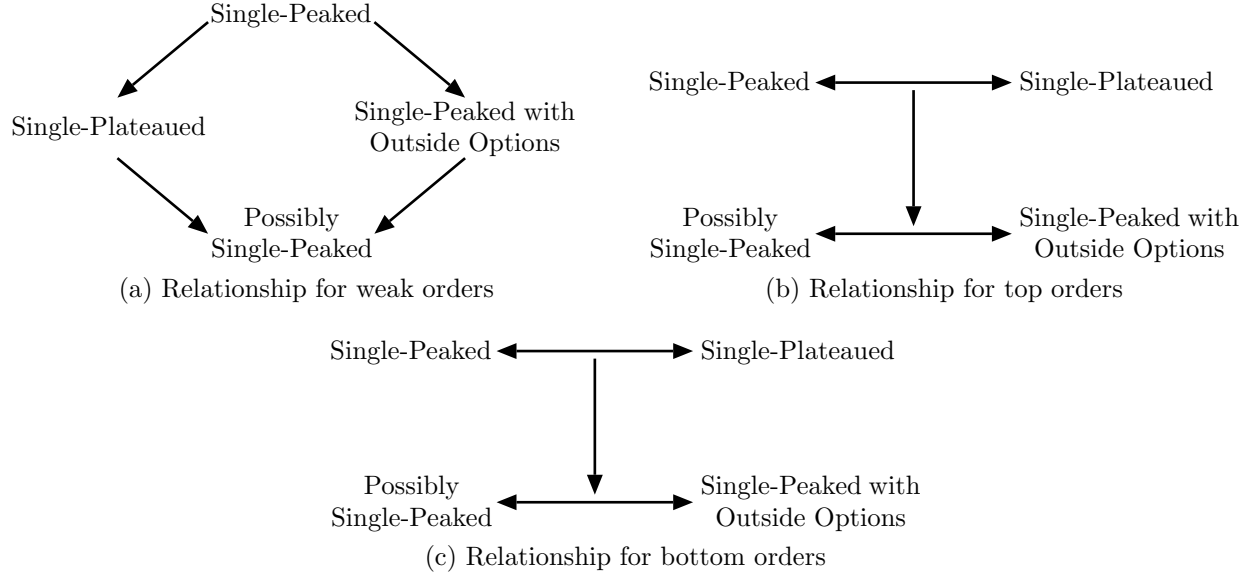 Single-Peaked
Single-Plateaued
Single-Peaked with
Outside Options
Possibly
Single-Peaked
(a) Relationship for weak orders
Single-Peaked
Single-Plateaued
Possibly
Single-Peaked
Single-Peaked with
Outside Options
(b) Relationship for top orders
Single-Peaked
Single-Plateaued
Possibly
Single-Peaked
Single-Peaked with
Outside Options
(c) Relationship for bottom orders